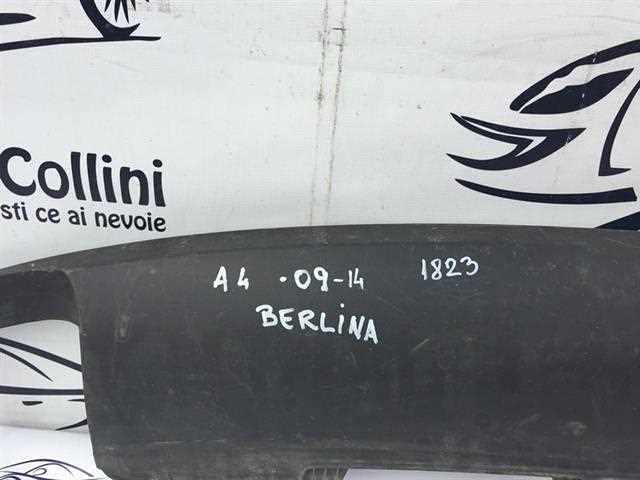 Collini
sti ce ai nevoie
A4 .09-14 1823
BERLINA